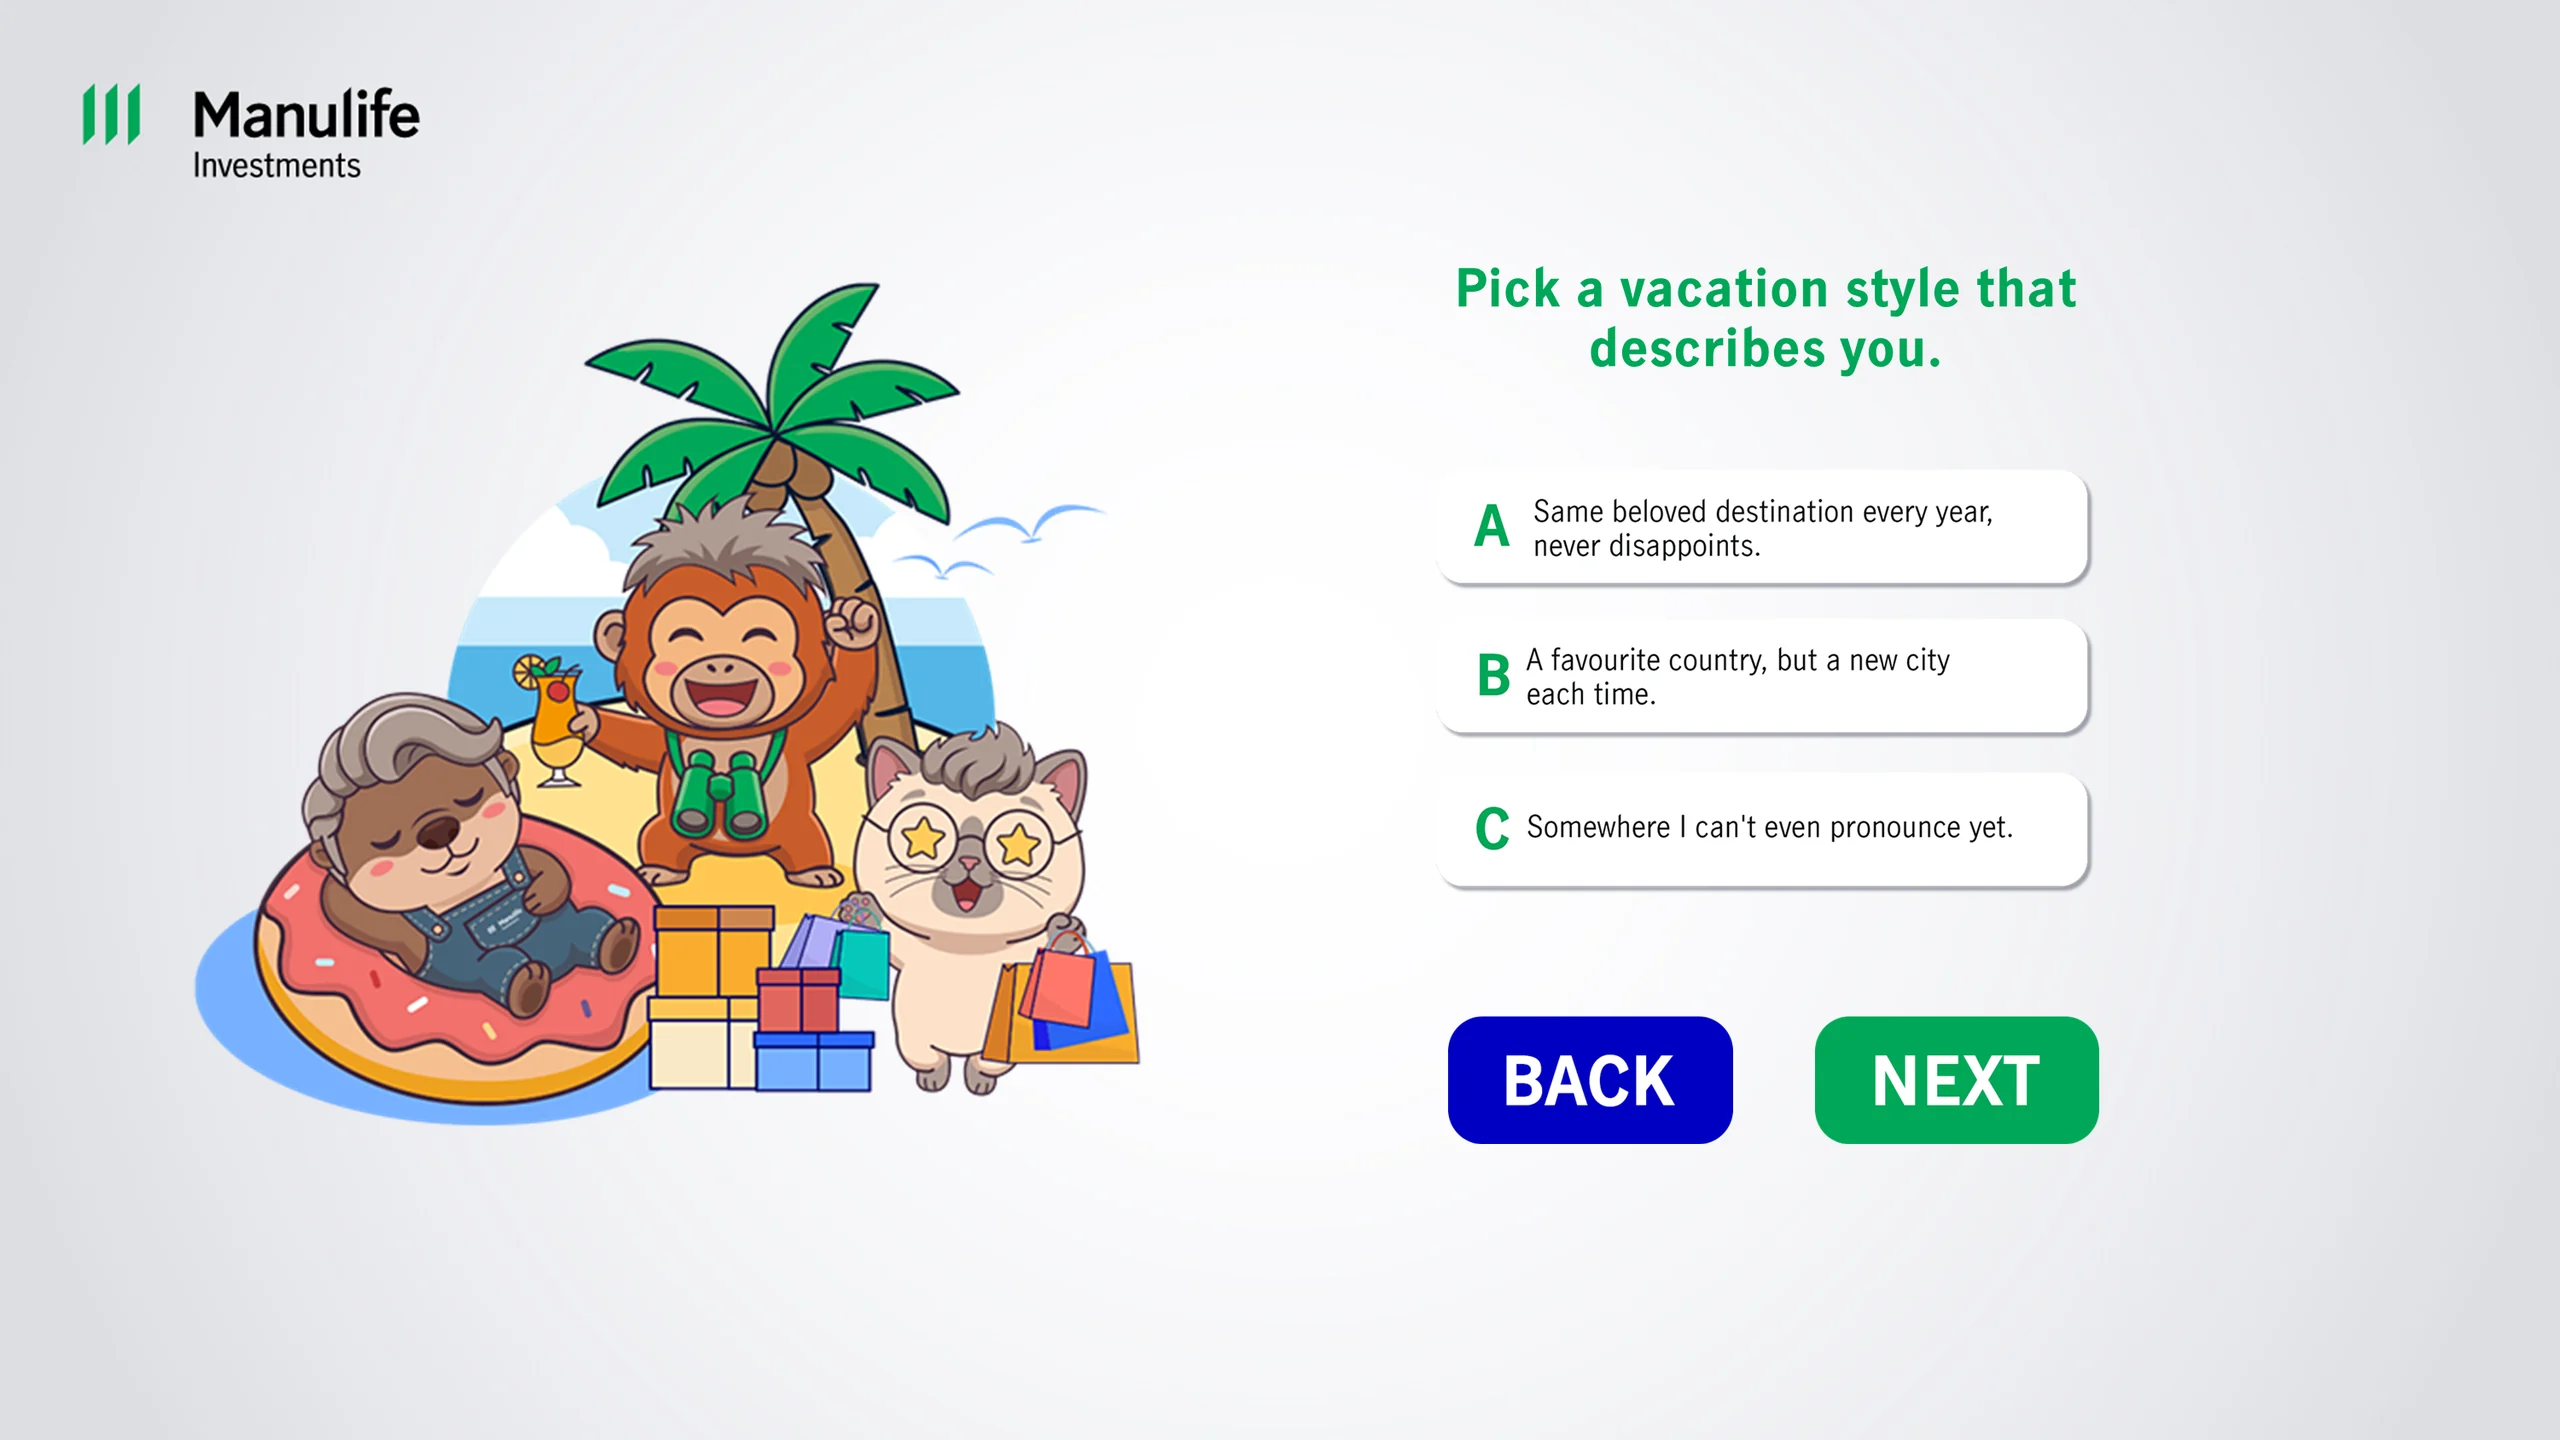 Manulife
Investments
Pick a vacation style that
describes you.
A Same beloved destination every year,
never disappoints.
B A favourite country, but a new city
each time.
C Somewhere I can't even pronounce yet.
Manulife
BACK
NEXT